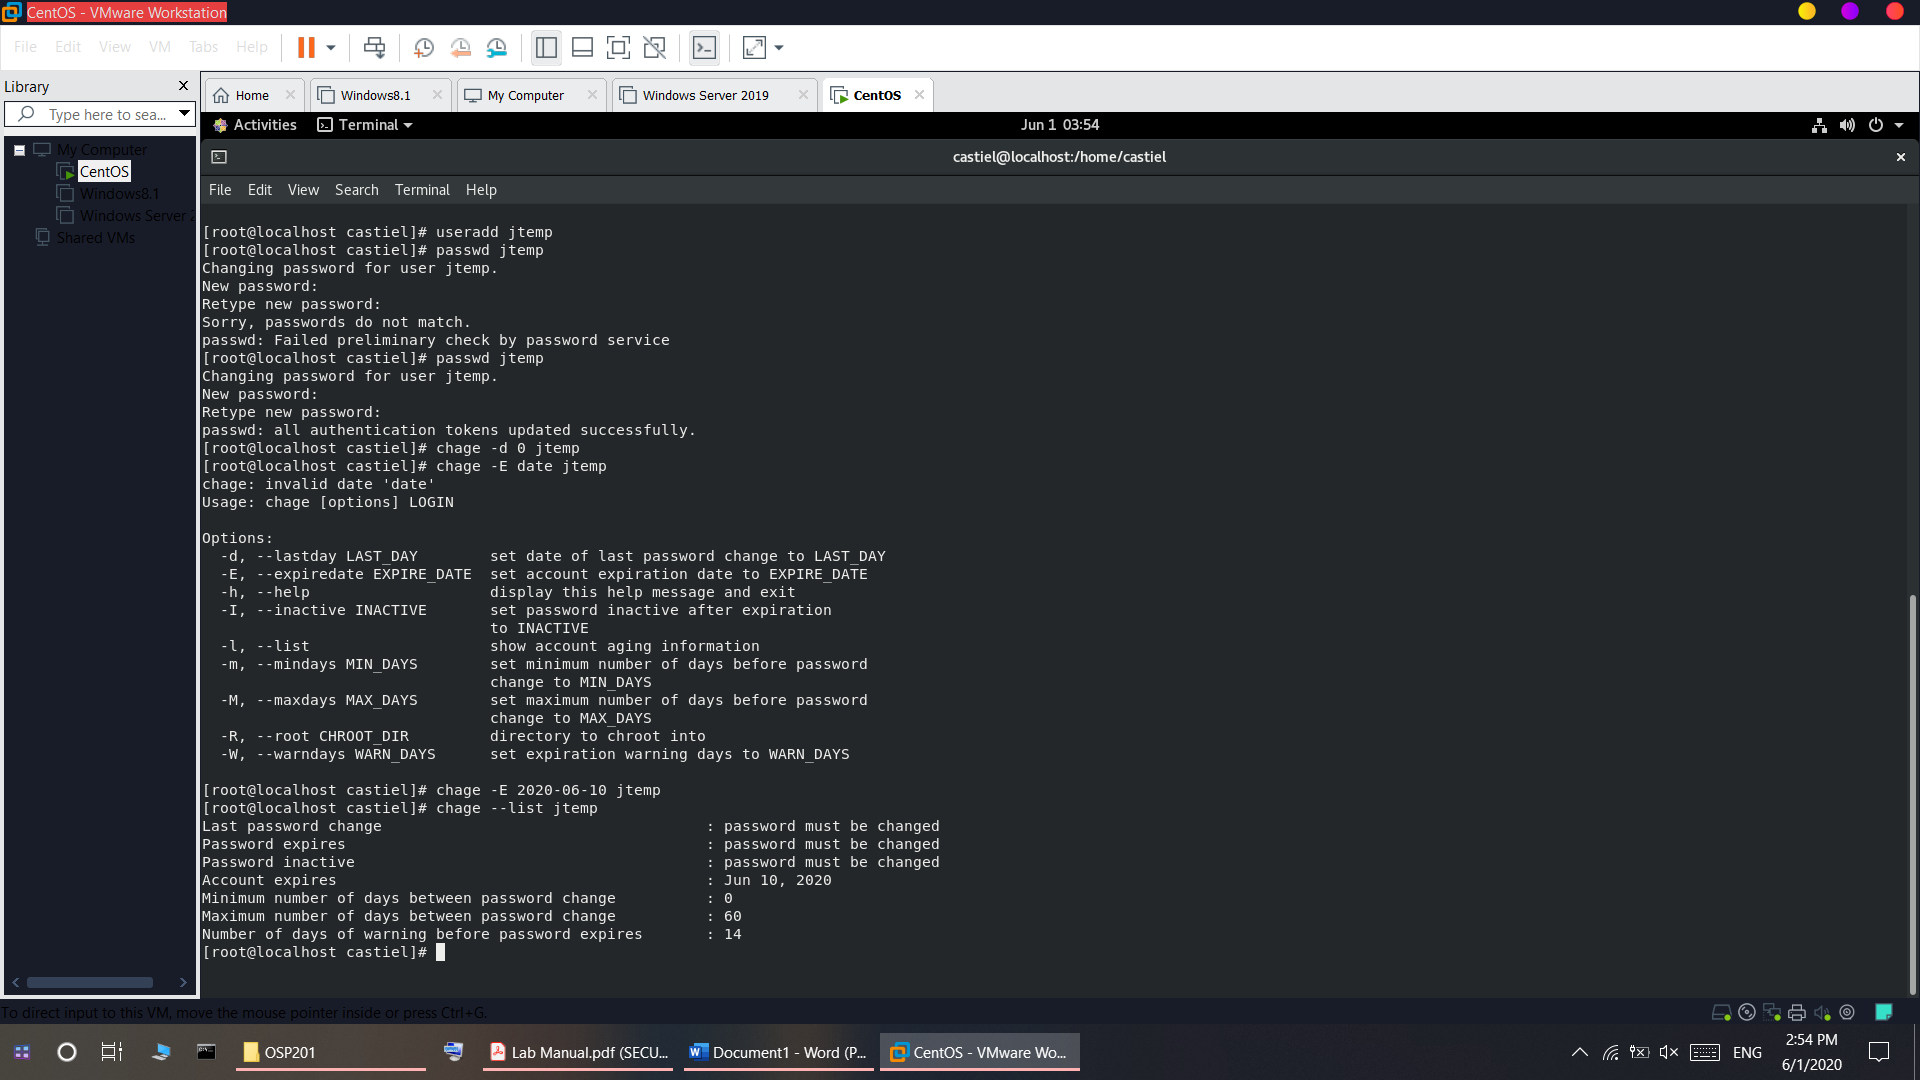 CentOS - VMware Workstation
File Edit View VM Tabs Help
Library
Type here to sea...
My Computer
CentOS
Windows8.1
Windows Server 2
Shared VMs
Home
Windows8.1
My Computer
Windows Server 2019
CentOS
Activities
Terminal
Jun 1 03:54
castiel@localhost:/home/castiel
File Edit View Search Terminal Help
[root@localhost castiel]# useradd jtemp
[root@localhost castiel]# passwd jtemp
Changing password for user jtemp.
New password:
Retype new password:
Sorry, passwords do not match.
passwd: Failed preliminary check by password service
[root@localhost castiel]# passwd jtemp
Changing password for user jtemp.
New password:
Retype new password:
passwd: all authentication tokens updated successfully.
[root@localhost castiel]# chage -d 0 jtemp
[root@localhost castiel]# chage -E date jtemp
chage: invalid date 'date'
Usage: chage [options] LOGIN
Options:
-d, --lastday LAST_DAY set date of last password change to LAST_DAY
-E, --expiredate EXPIRE_DATE set account expiration date to EXPIRE_DATE
-h, --help display this help message and exit
-I, --inactive INACTIVE set password inactive after expiration
to INACTIVE
-l, --list show account aging information
-m, --mindays MIN_DAYS set minimum number of days before password
change to MIN_DAYS
-M, --maxdays MAX_DAYS set maximum number of days before password
change to MAX_DAYS
-R, --root CHROOT_DIR directory to chroot into
-W, --warndays WARN_DAYS set expiration warning days to WARN_DAYS
[root@localhost castiel]# chage -E 2020-06-10 jtemp
[root@localhost castiel]# chage --list jtemp
Last password change : password must be changed
Password expires : password must be changed
Password inactive : password must be changed
Account expires : Jun 10, 2020
Minimum number of days between password change : 0
Maximum number of days between password change : 60
Number of days of warning before password expires : 14
[root@localhost castiel]#
To direct input to this VM, move the mouse pointer inside or press Ctrl+G.
OSP201
Lab Manual.pdf (SECU...
Document1 - Word (P...
CentOS - VMware Wo...
ENG
2:54 PM
6/1/2020